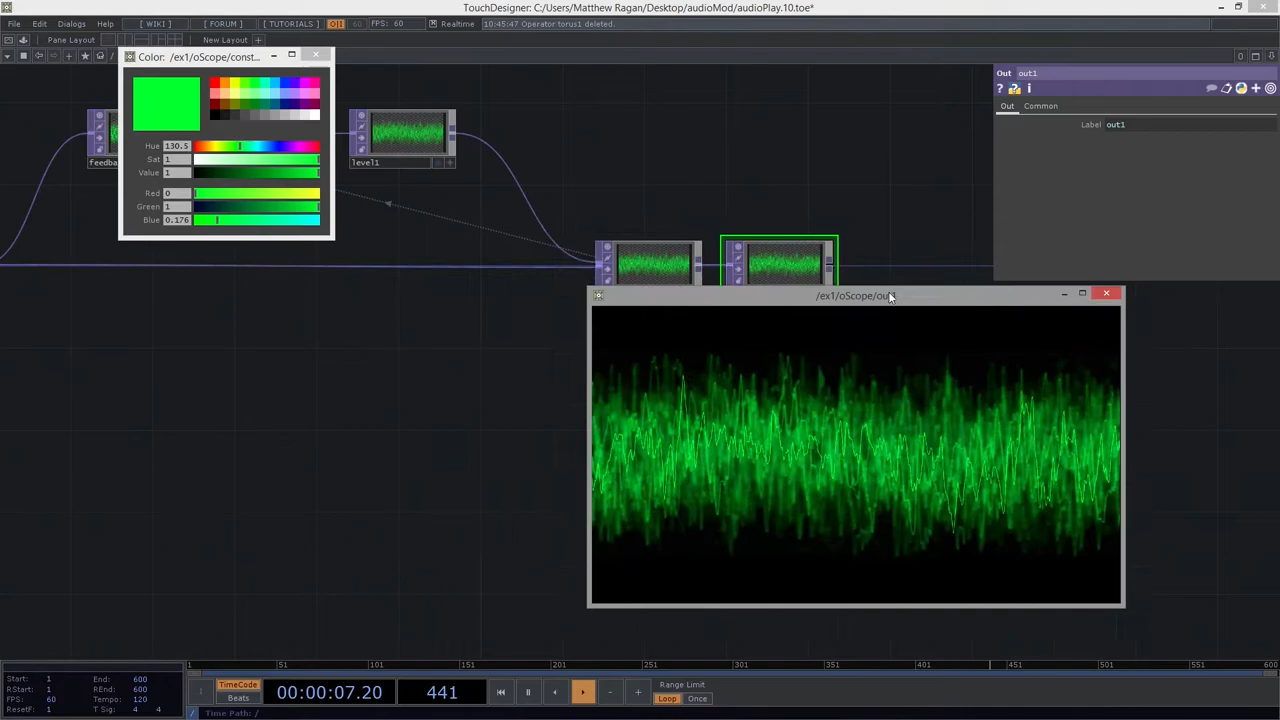 TouchDesigner: C:/Users/Matthew Ragan/Desktop/audioMod/audioPlay.10.toe*
File Edit Dialogs Help [ WIKI ] [ FORUM ] [ TUTORIALS ] O|I FPS: 60 Realtime 10:45:47 Operator torus1 deleted.
Pane Layout New Layout +
Color: /ex1/oScope/const...
Out out1
Out Common
Label out1
Hue 130.5
Sat 1
Value 1
Red 0
Green 1
Blue 0.176
feedba
level1
/ex1/oScope/out1
1 51 101 151 201 251 301 351 401 451 501 551 600
Start: 1 End: 600
RStart: 1 REnd: 600
FPS: 60 Tempo: 120
ResetF: 1 T Sig: 4 4
TimeCode
Beats
00:00:07.20
441
Range Limit
Loop Once
Time Path: /